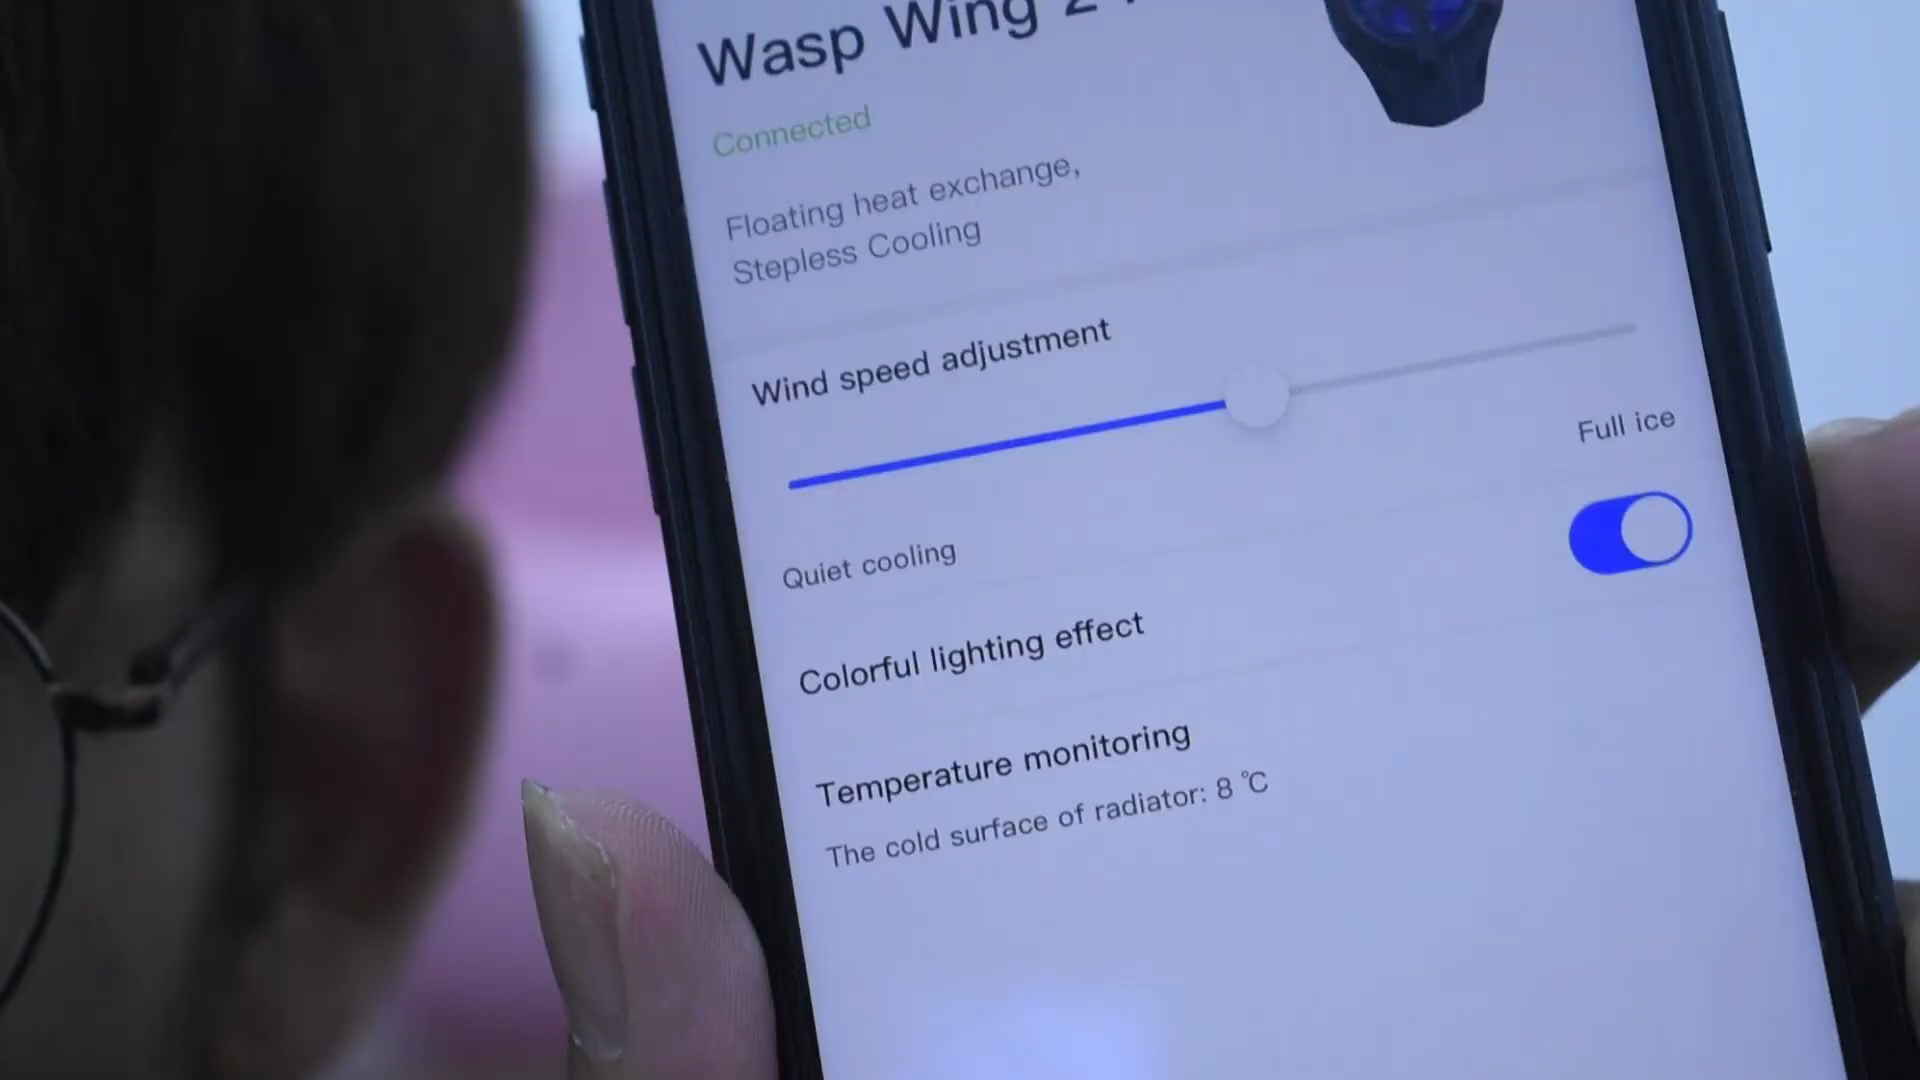 Wasp Wing 2
Connected
Floating heat exchange,
Stepless Cooling
Wind speed adjustment
Full ice
Quiet cooling
Colorful lighting effect
Temperature monitoring
The cold surface of radiator: 8 ℃